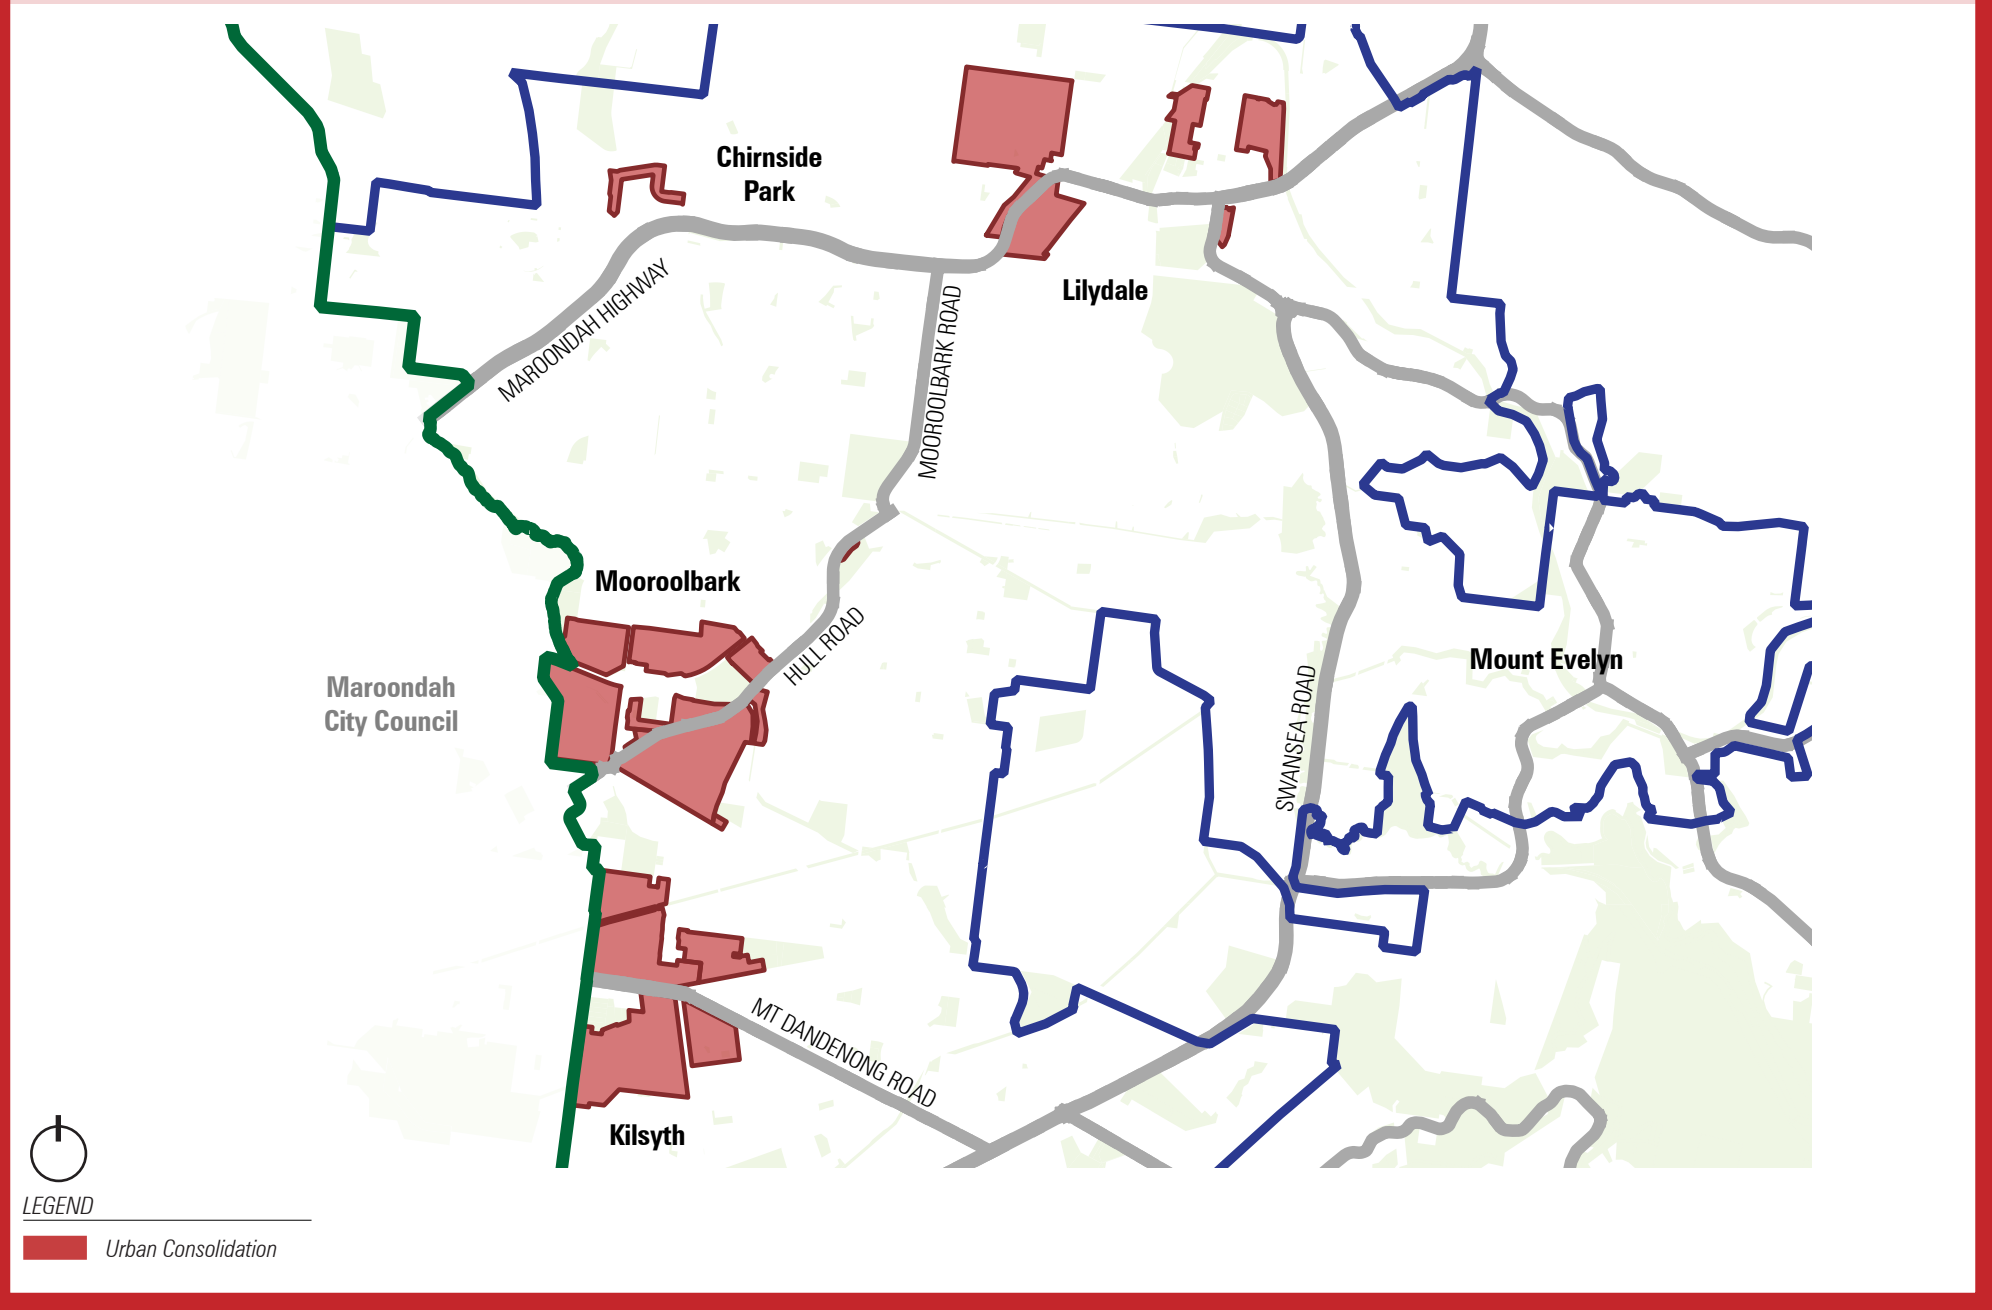 Chirnside
Park
MAROONDAH HIGHWAY
MOOROOLBARK ROAD
Lilydale
Mooroolbark
HULL ROAD
Maroondah
City Council
Mount Evelyn
SWANSEA ROAD
MT DANDENONG ROAD
Kilsyth
LEGEND
Urban Consolidation